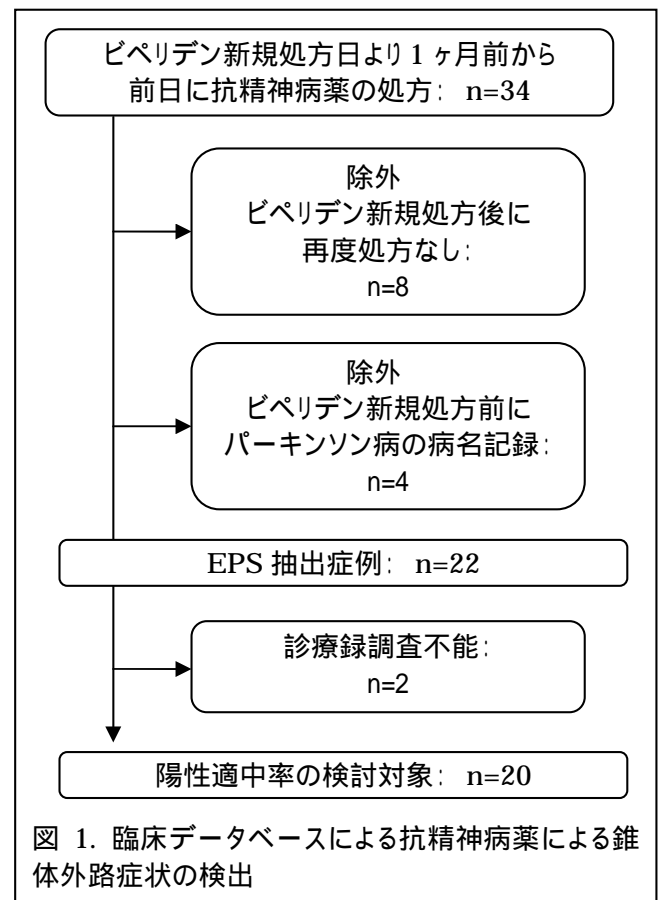 ビペリデン新規処方日より 1 ヶ月前から
前日に抗精神病薬の処方: n=34
除外
ビペリデン新規処方後に
再度処方なし:
n=8
除外
ビペリデン新規処方前に
パーキンソン病の病名記録:
n=4
EPS 抽出症例: n=22
診療録調査不能:
n=2
陽性適中率の検討対象: n=20
図 1. 臨床データベースによる抗精神病薬による錐
体外路症状の検出